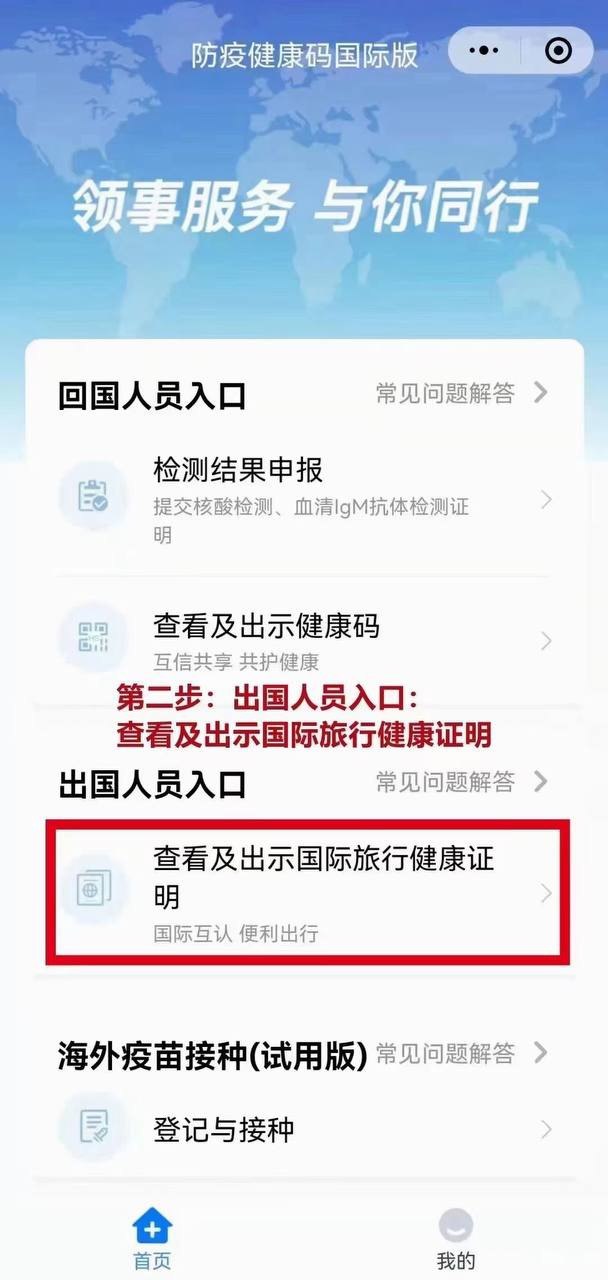 防疫健康码国际版
领事服务 与你同行
回国人员入口 常见问题解答
检测结果申报
提交核酸检测、血清IgM抗体检测证
明
查看及出示健康码
互信共享 共护健康
第二步：出国人员入口：
查看及出示国际旅行健康证明
出国人员入口 常见问题解答
查看及出示国际旅行健康证
明
国际互认 便利出行
海外疫苗接种(试用版) 常见问题解答
登记与接种
首页 我的